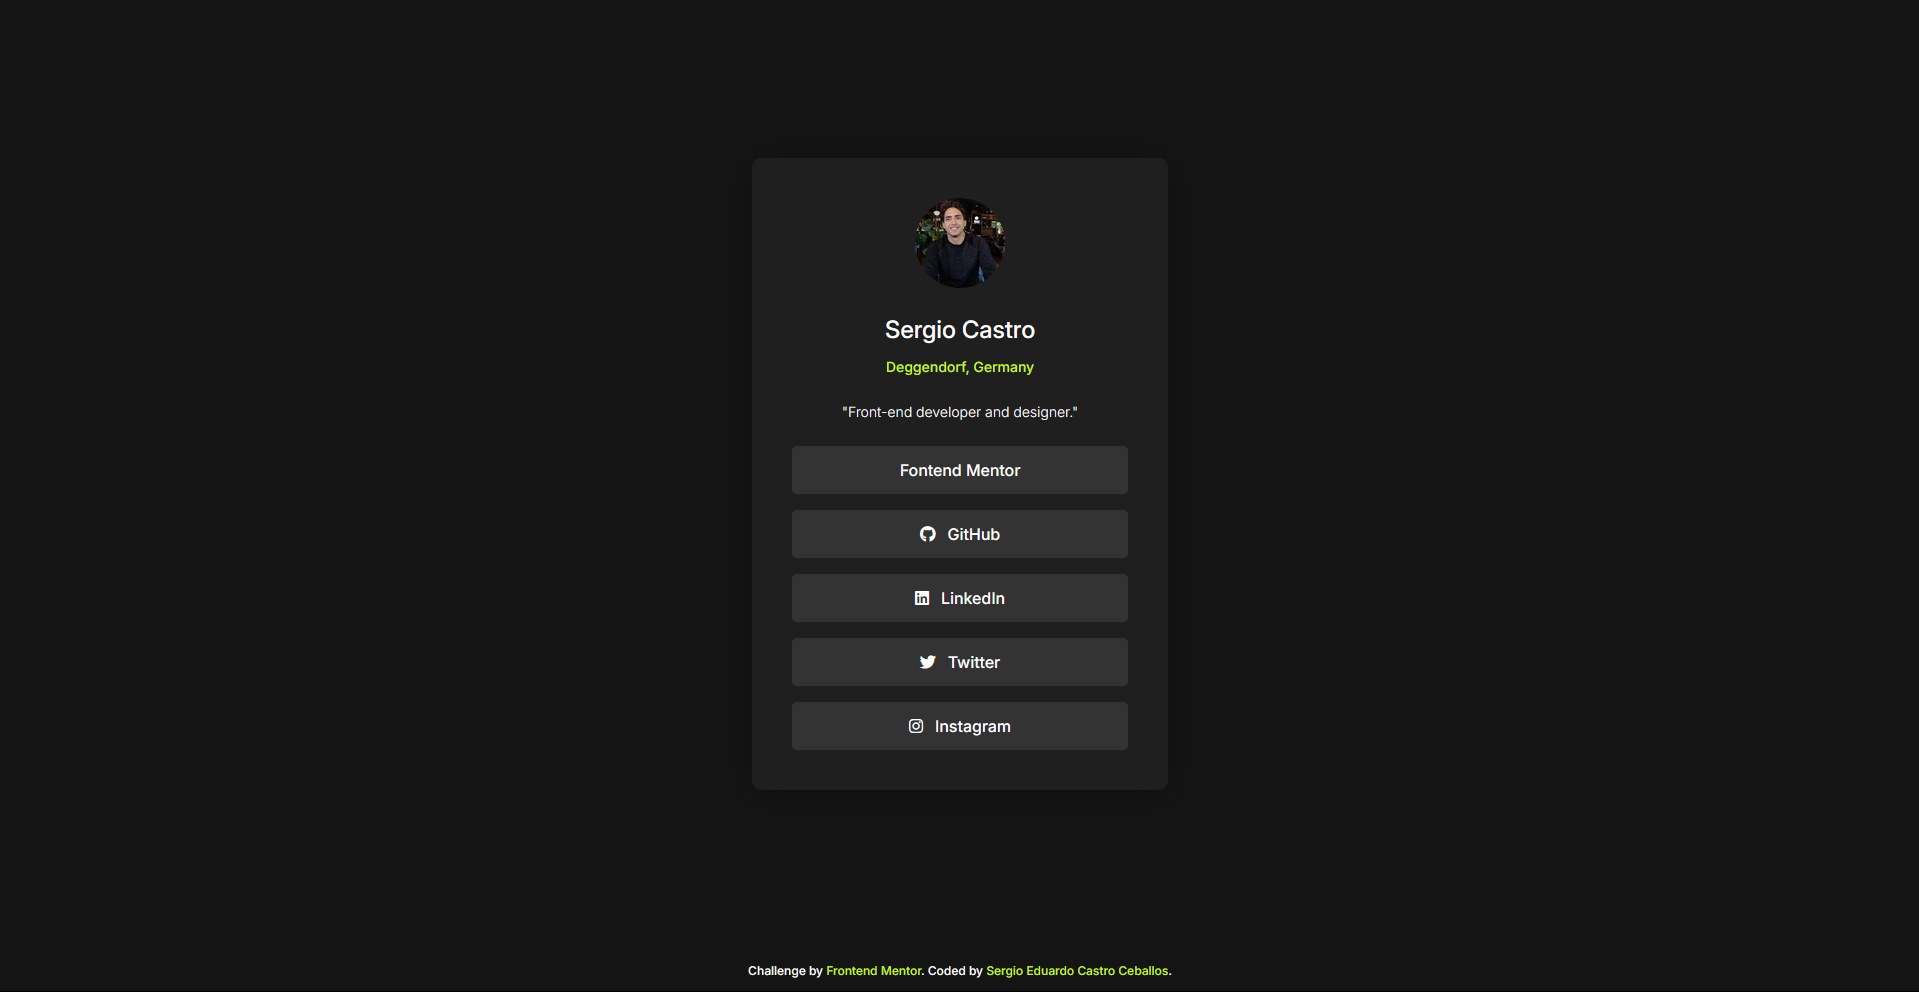 Sergio Castro
Deggendorf, Germany
"Front-end developer and designer."
Fontend Mentor
GitHub
LinkedIn
Twitter
Instagram
Challenge by Frontend Mentor. Coded by Sergio Eduardo Castro Ceballos.